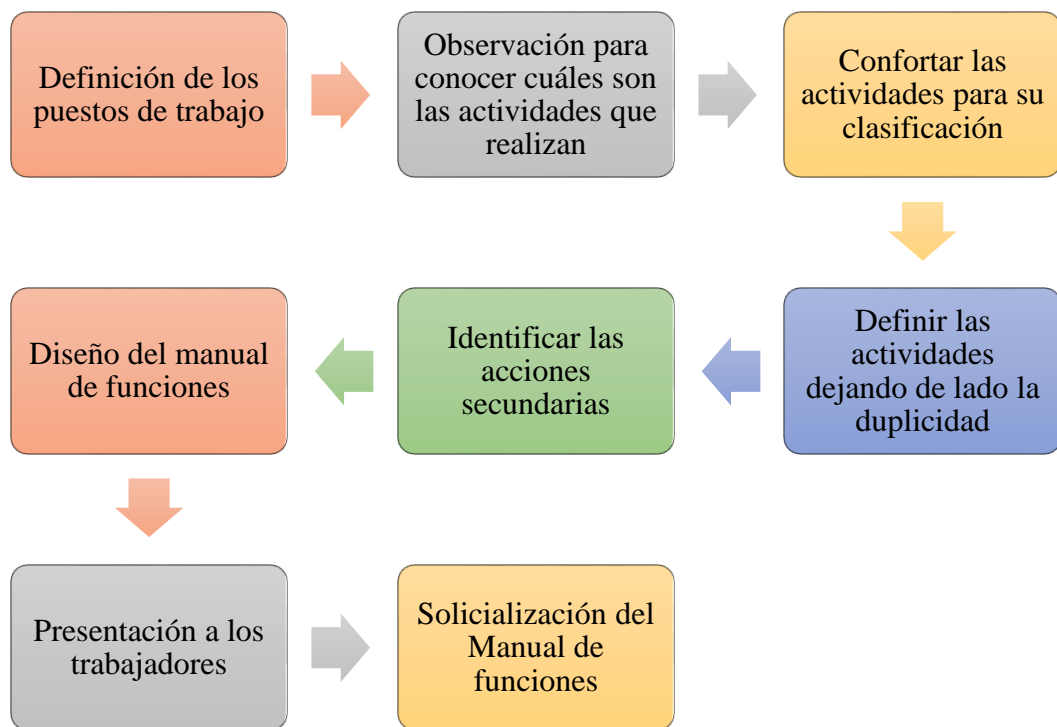 Definición de los
puestos de trabajo
Observación para
conocer cuáles son
las actividades que
realizan
Confortar las
actividades para su
clasificación
Definir las
actividades
dejando de lado la
duplicidad
Identificar las
acciones
secundarias
Diseño del manual
de funciones
Presentación a los
trabajadores
Solicialización del
Manual de
funciones